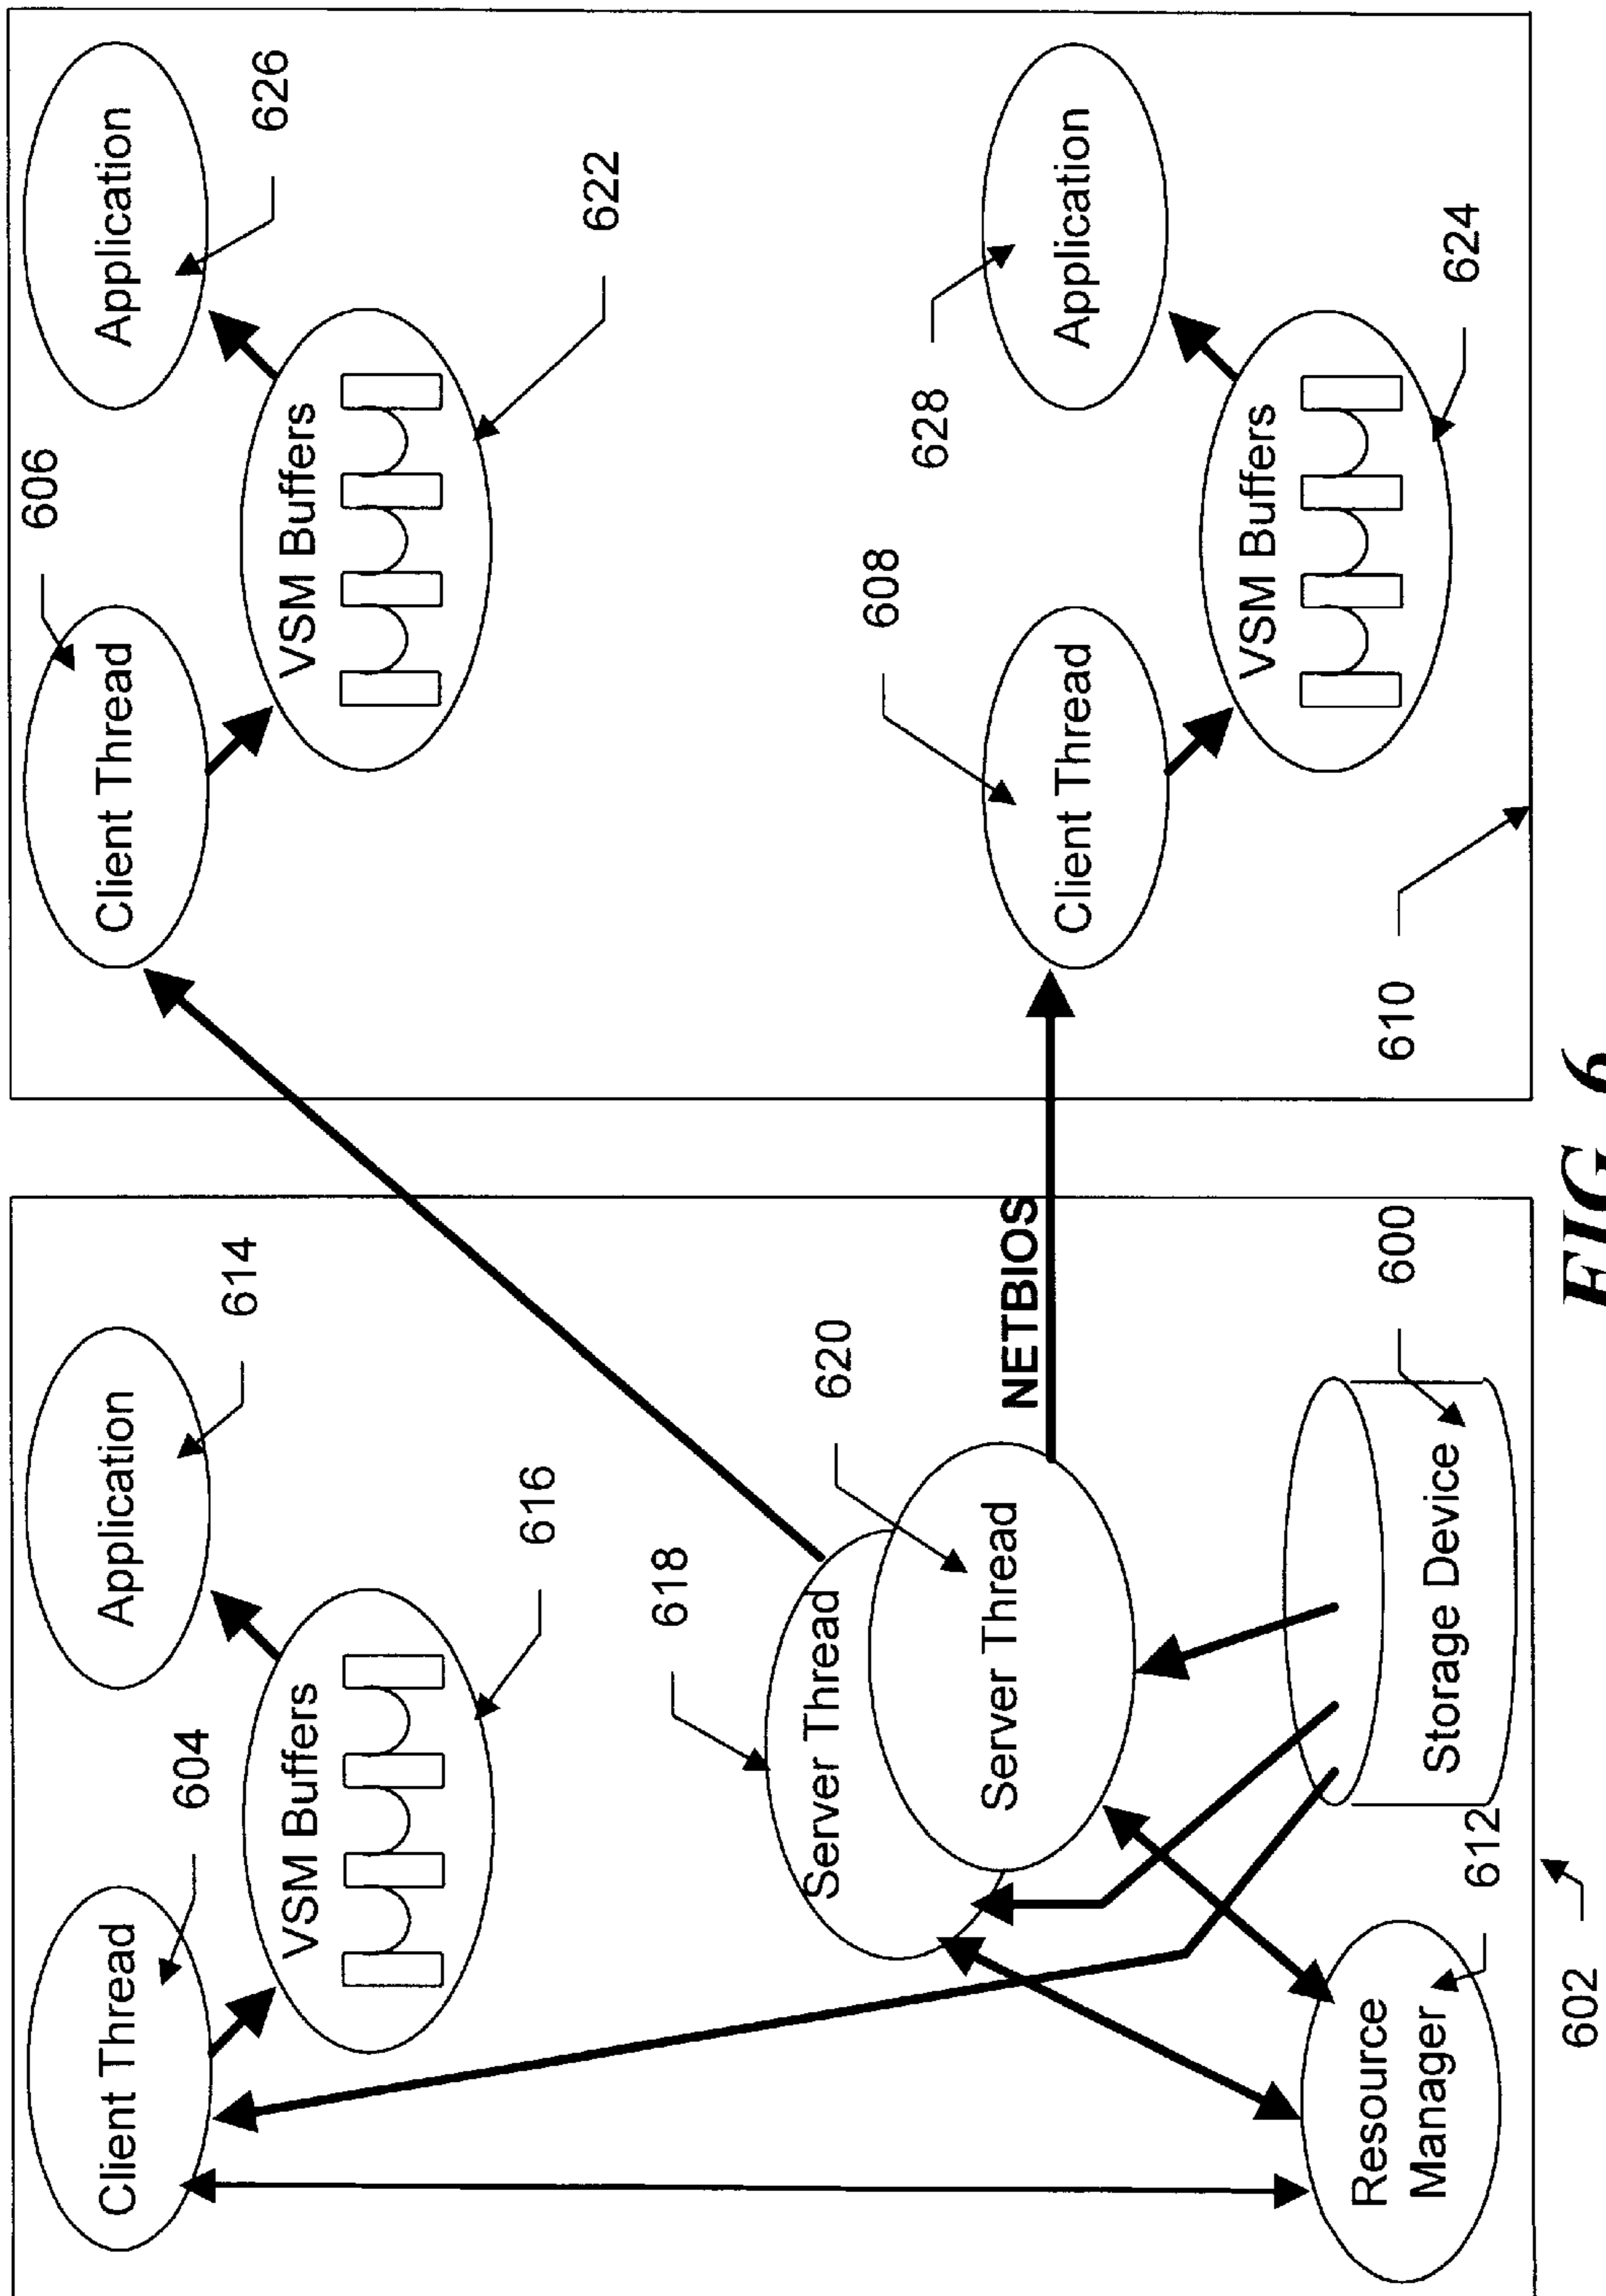 Client Thread
604
Application
614
VSM Buffers
616
618
Server Thread
620
Server Thread
NETBIOS
600
Storage Device
612
Resource
Manager
602
Client Thread
606
Application
626
VSM Buffers
622
608
Client Thread
628
Application
VSM Buffers
624
610
FIG. 6